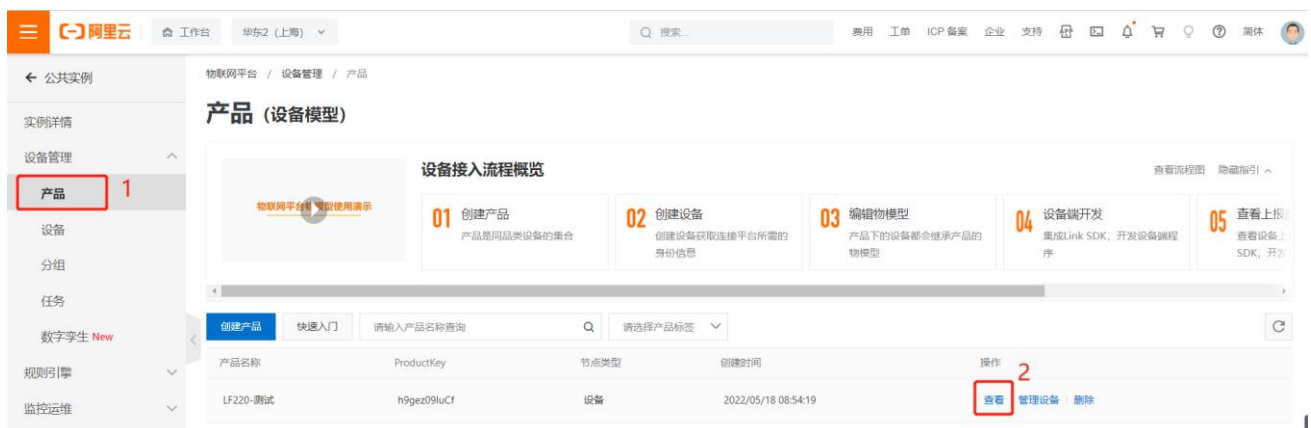 阿里云 工作台 华东2（上海） 搜索... 费用 工单 ICP 备案 企业 支持 简体
公共实例
实例详情
设备管理
产品 1
设备
分组
任务
数字孪生 New
规则引擎
监控运维
物联网平台 / 设备管理 / 产品
产品（设备模型）
设备接入流程概览 查看流程图 隐藏指引
01 创建产品
产品是同品类设备的集合
02 创建设备
创建设备获取连接平台所需的
身份信息
03 编辑物模型
产品下的设备都会继承产品的
物模型
04 设备端开发
集成Link SDK，开发设备端程
序
05 查看上报
查看设备上
SDK，开发
创建产品 快速入门 请输入产品名称查询 请选择产品标签
产品名称 ProductKey 节点类型 创建时间 操作 2
LF220-测试 h9gez09IuCf 设备 2022/05/18 08:54:19 查看 管理设备 删除